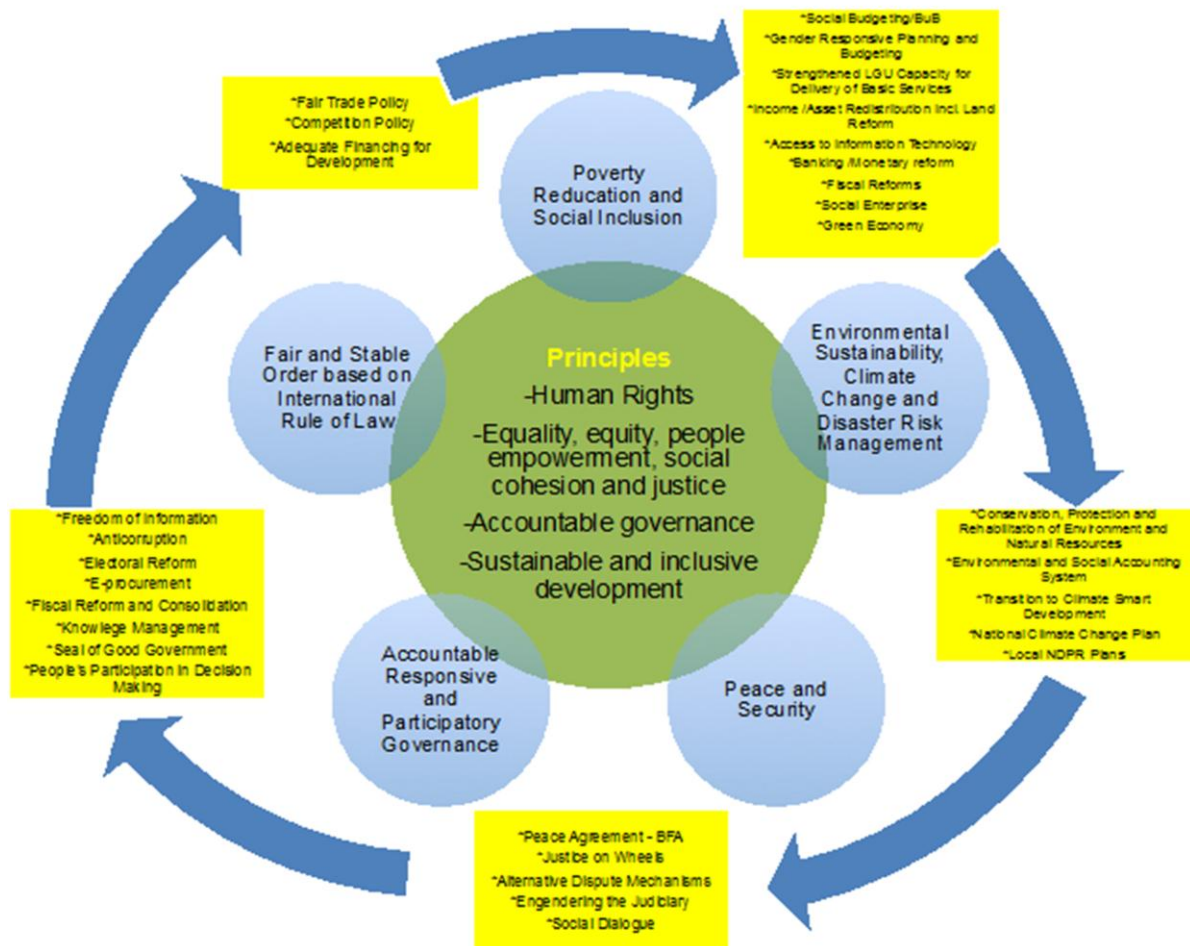 *Social Budgeting/BuB
*Gender Responsive Planning and
Budgeting
*Strengthened LGU Capacity for
Delivery of Basic Services
*Income /Asset Redistribution Incl. Land
Reform
*Access to Information Technology
*Banking /Monetary reform
*Fiscal Reforms
*Social Enterprise
*Green Economy
*Fair Trade Policy
*Competition Policy
*Adequate Financing for
Development
Poverty
Reducation and
Social Inclusion
Fair and Stable
Order based on
International
Rule of Law
Environmental
Sustainability,
Climate
Change and
Disaster Risk
Management
Principles
-Human Rights
-Equality, equity, people
empowerment, social
cohesion and justice
-Accountable governance
-Sustainable and inclusive
development
*Freedom of Information
*Anticorruption
*Electoral Reform
*E-procurement
*Fiscal Reform and Consolidation
*Knowlege Management
*Seal of Good Government
*People's Participation in Decision
Making
*Conservation, Protection and
Rehabilitation of Environment and
Natural Resources
*Environmental and Social Accounting
System
*Transition to Climate Smart
Development
*National Climate Change Plan
*Local NDPR Plans
Accountable
Responsive
and
Participatory
Governance
Peace and
Security
*Peace Agreement - BFA
*Justice on Wheels
*Alternative Dispute Mechanisms
*Engendering the Judiciary
*Social Dialogue